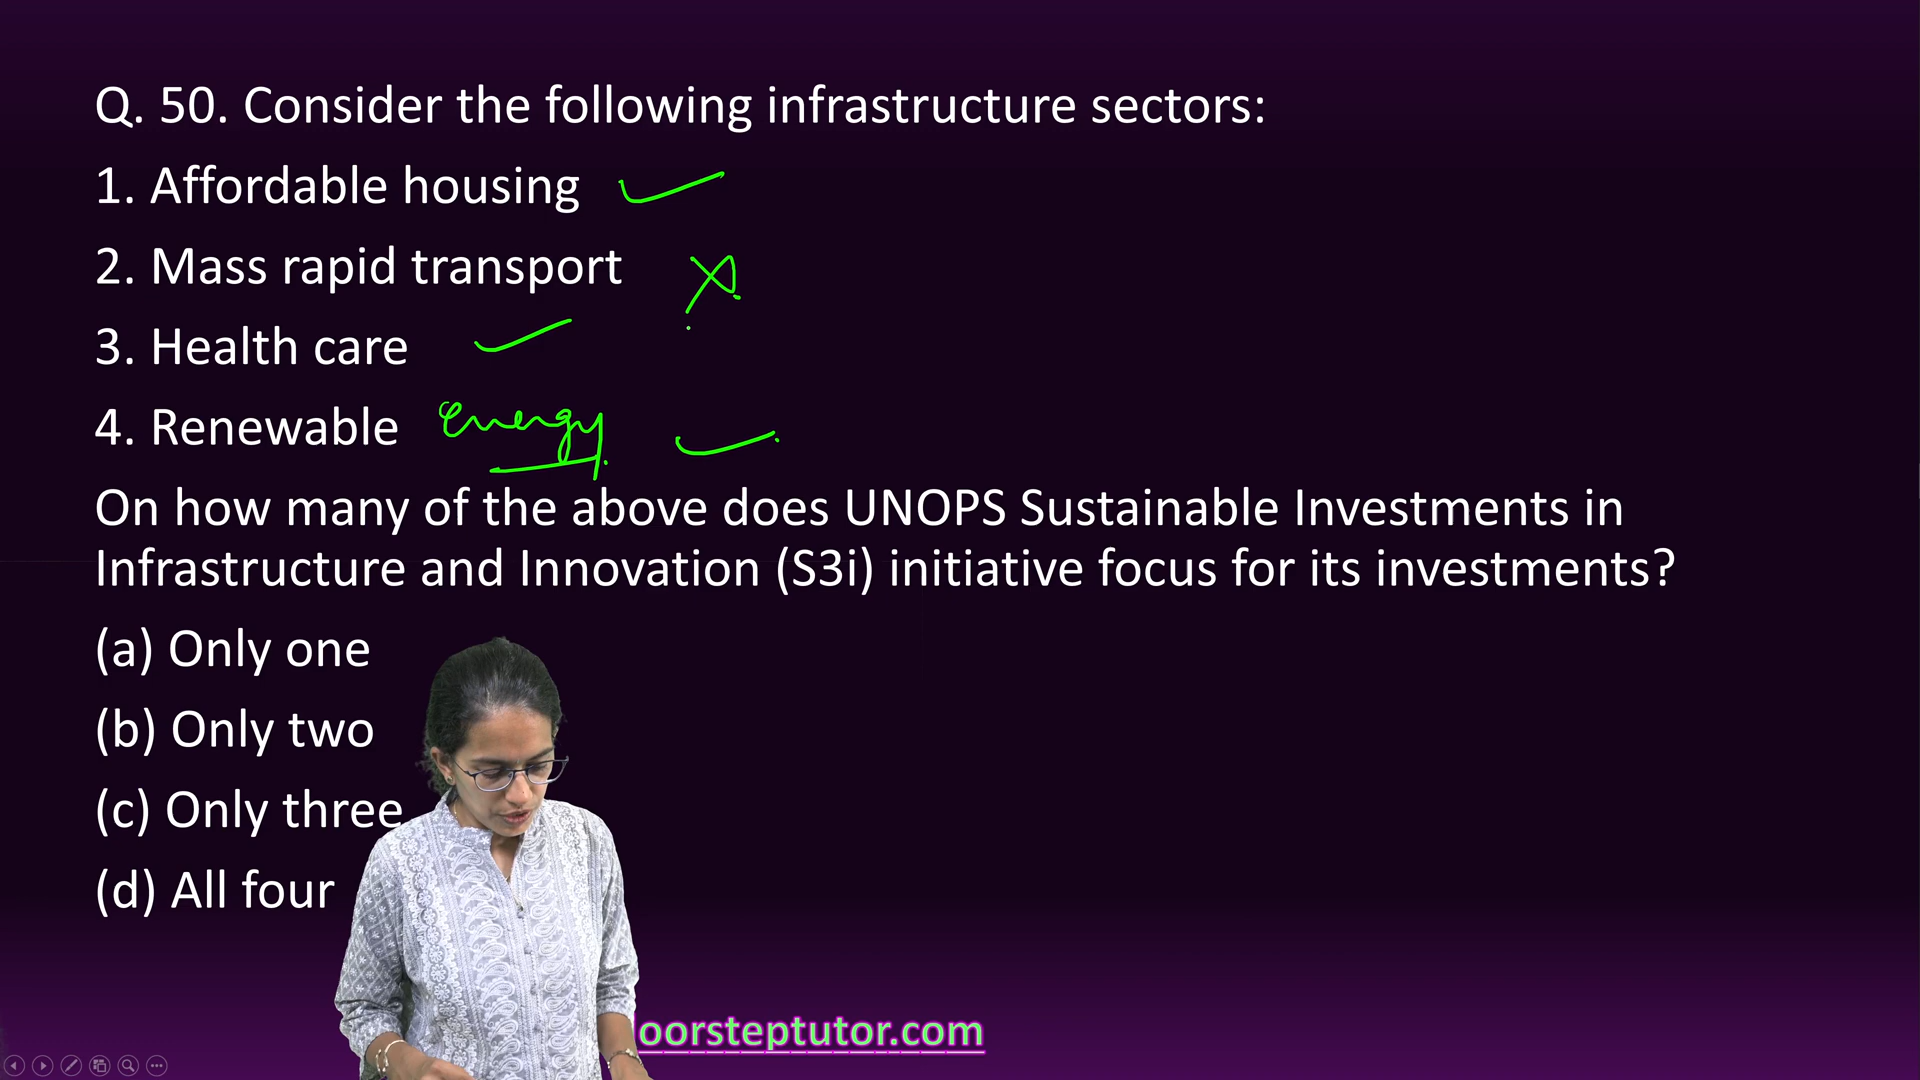 Q. 50. Consider the following infrastructure sectors:
1. Affordable housing
2. Mass rapid transport
3. Health care
4. Renewable energy
On how many of the above does UNOPS Sustainable Investments in
Infrastructure and Innovation (S3i) initiative focus for its investments?
(a) Only one
(b) Only two
(c) Only three
(d) All four
oorsteptutor.com